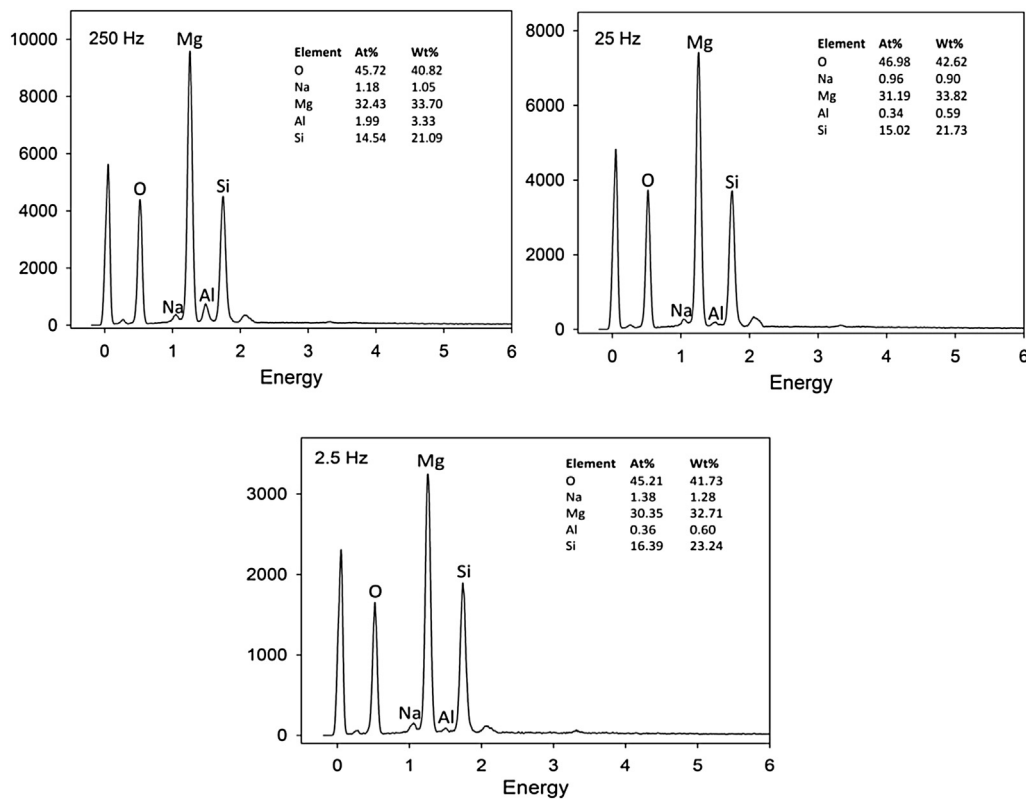 250 Hz
Element At% Wt%
O 45.72 40.82
Na 1.18 1.05
Mg 32.43 33.70
Al 1.99 3.33
Si 14.54 21.09
Mg
O
Na
Al
Si
10000
8000
6000
4000
2000
0
0 1 2 3 4 5 6
Energy
25 Hz
Element At% Wt%
O 46.98 42.62
Na 0.96 0.90
Mg 31.19 33.82
Al 0.34 0.59
Si 15.02 21.73
Mg
O
Na
Al
Si
8000
6000
4000
2000
0
0 1 2 3 4 5 6
Energy
2.5 Hz
Element At% Wt%
O 45.21 41.73
Na 1.38 1.28
Mg 30.35 32.71
Al 0.36 0.60
Si 16.39 23.24
Mg
O
Na
Al
Si
3000
2000
1000
0
0 1 2 3 4 5 6
Energy